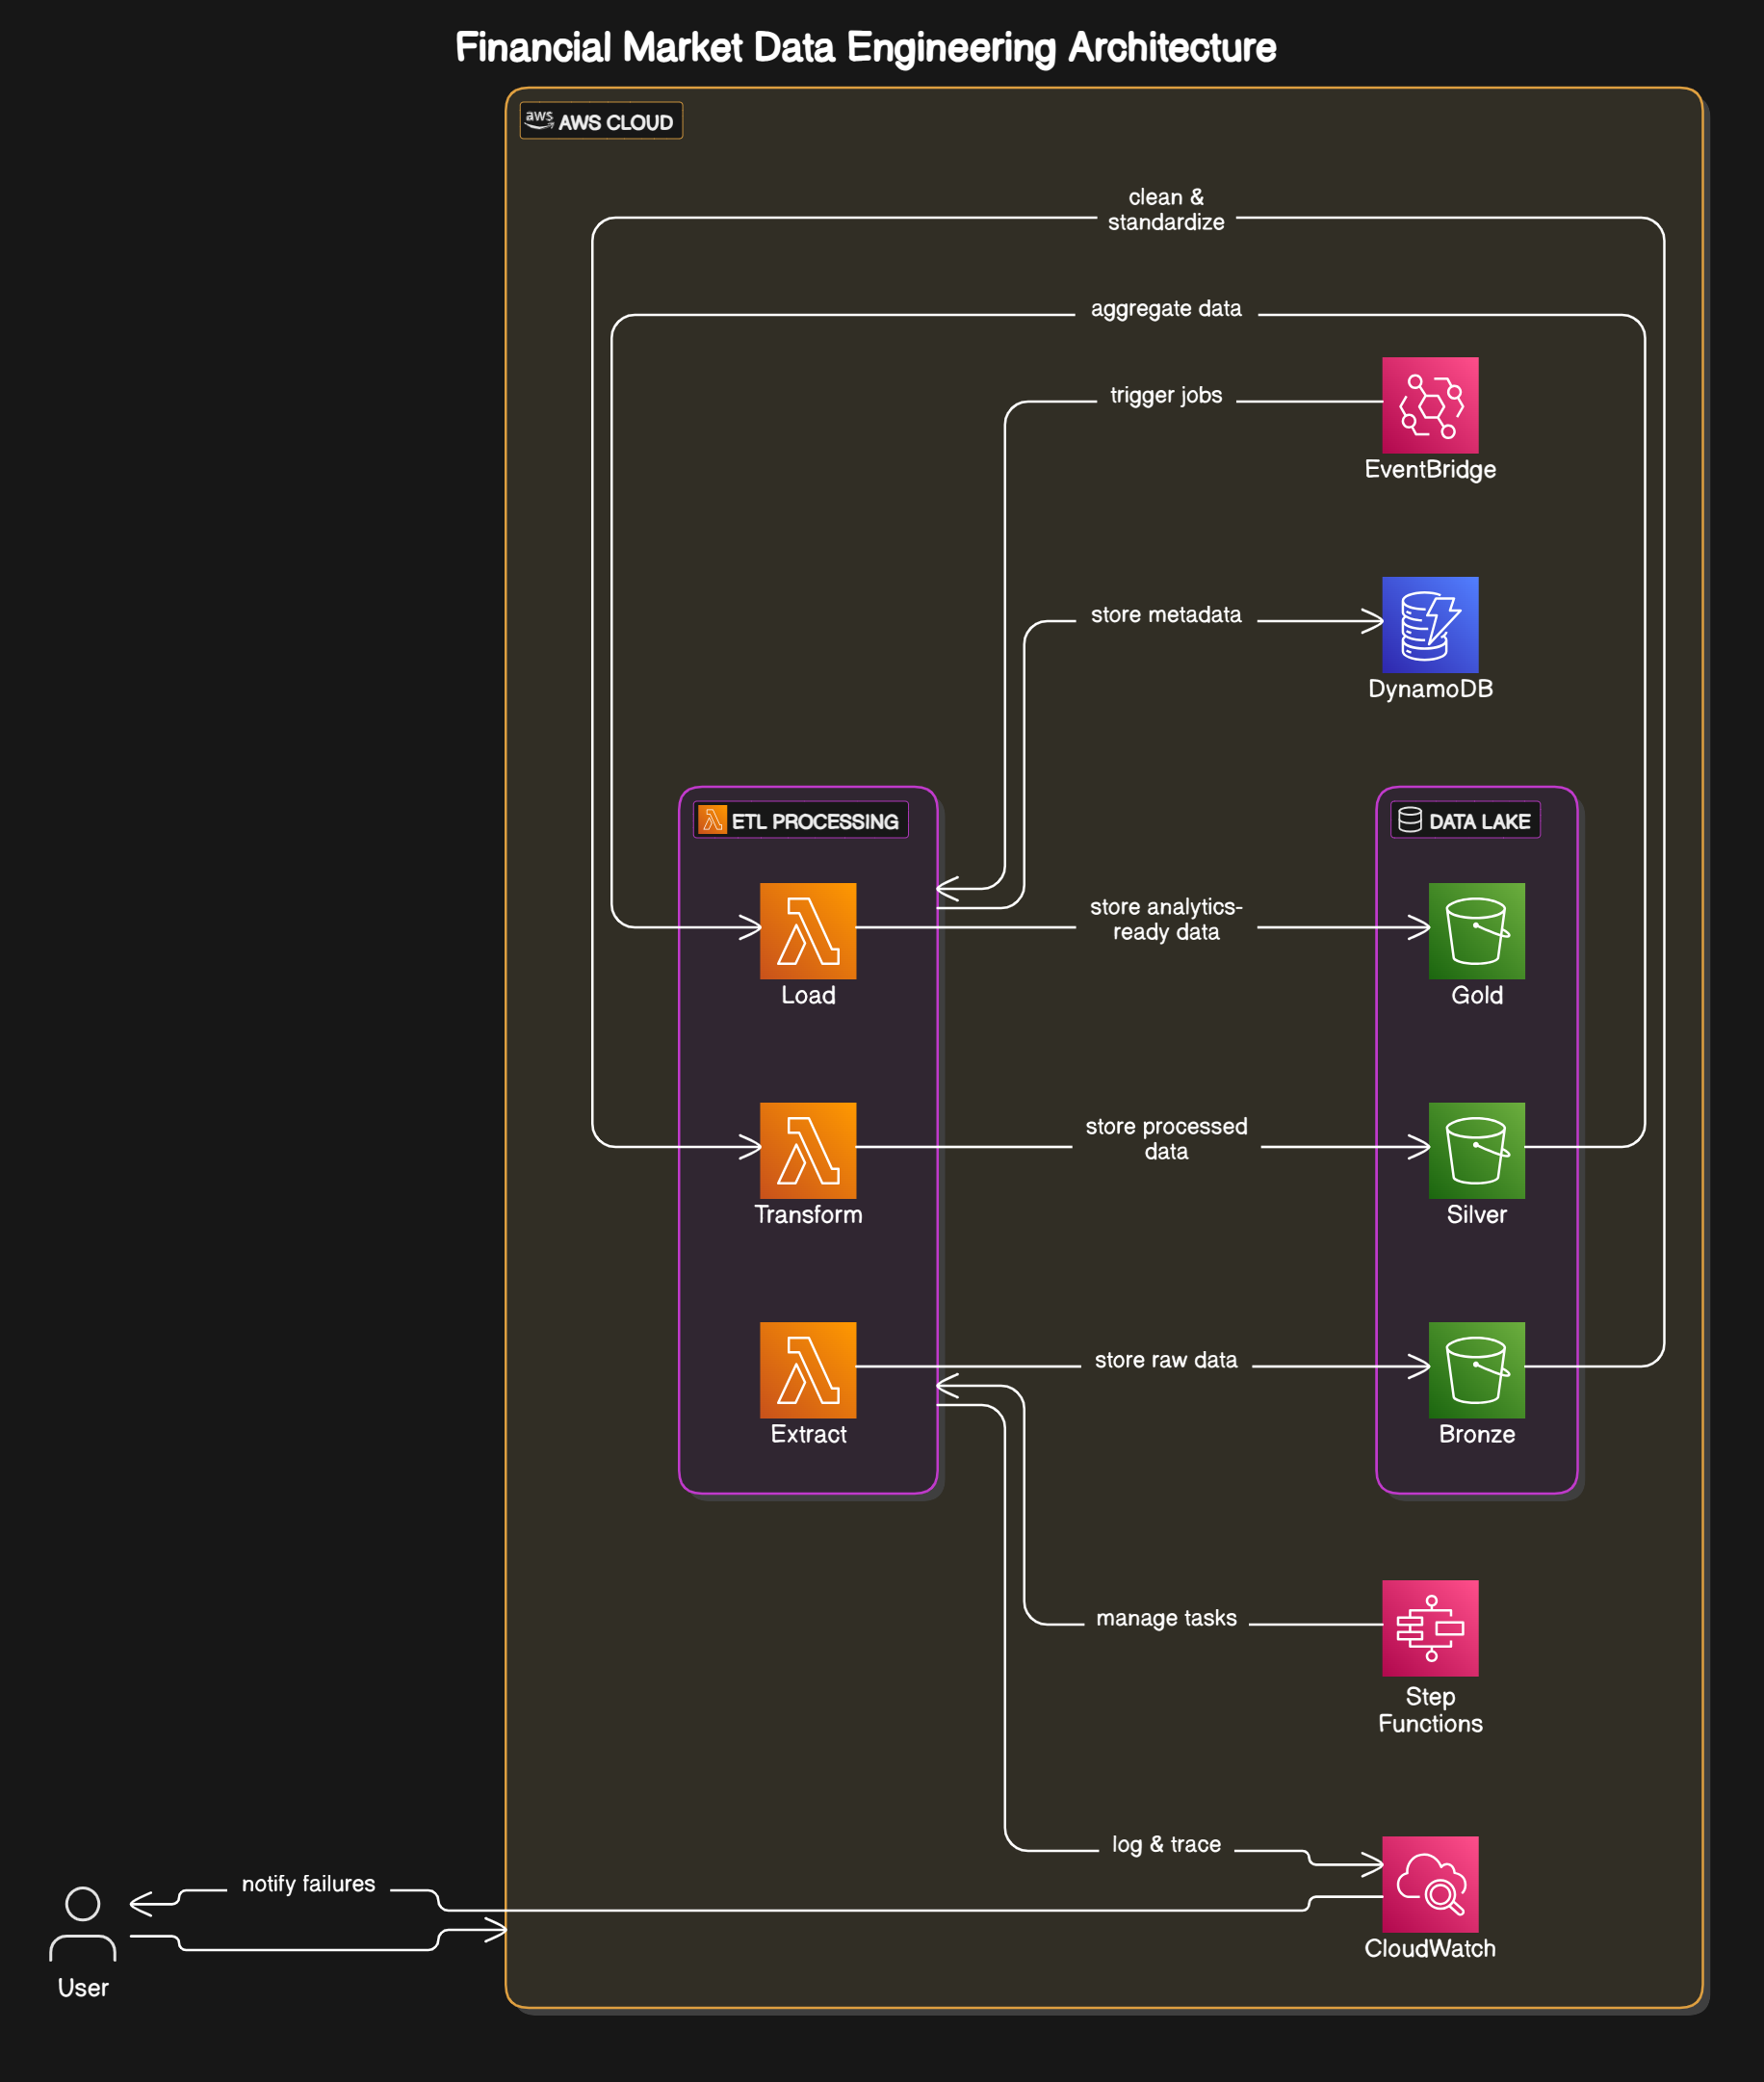 Financial Market Data Engineering Architecture
aws AWS CLOUD
clean &
standardize
aggregate data
trigger jobs
EventBridge
store metadata
DynamoDB
ETL PROCESSING
DATA LAKE
Load
store analytics-
ready data
Gold
Transform
store processed
data
Silver
Extract
store raw data
Bronze
manage tasks
Step
Functions
log & trace
CloudWatch
notify failures
User